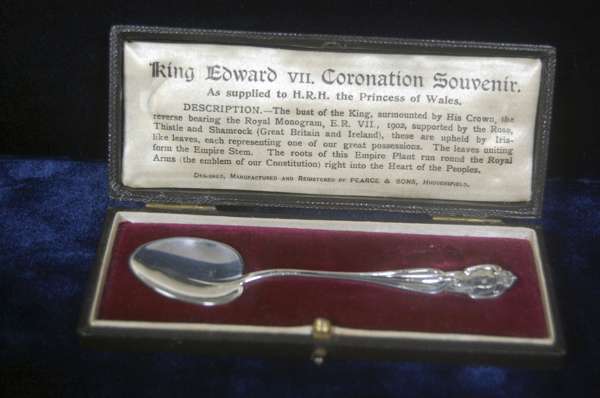 King Edward VII. Coronation Souvenir.
As supplied to H.R.H. the Princess of Wales.
DESCRIPTION.—The bust of the King, surmounted by His Crown, the
reverse bearing the Royal Monogram, E.R. VII., 1902, supported by the Rose,
Thistle and Shamrock (Great Britain and Ireland), these are upheld by Iris-
like leaves, each representing one of our great possessions. The leaves uniting
form the Empire Stem. The roots of this Empire Plant run round the Royal
Arms (the emblem of our Constitution) right into the Heart of the Peoples.
Designed, Manufactured and Registered by PEARCE & SONS, Huddersfield.